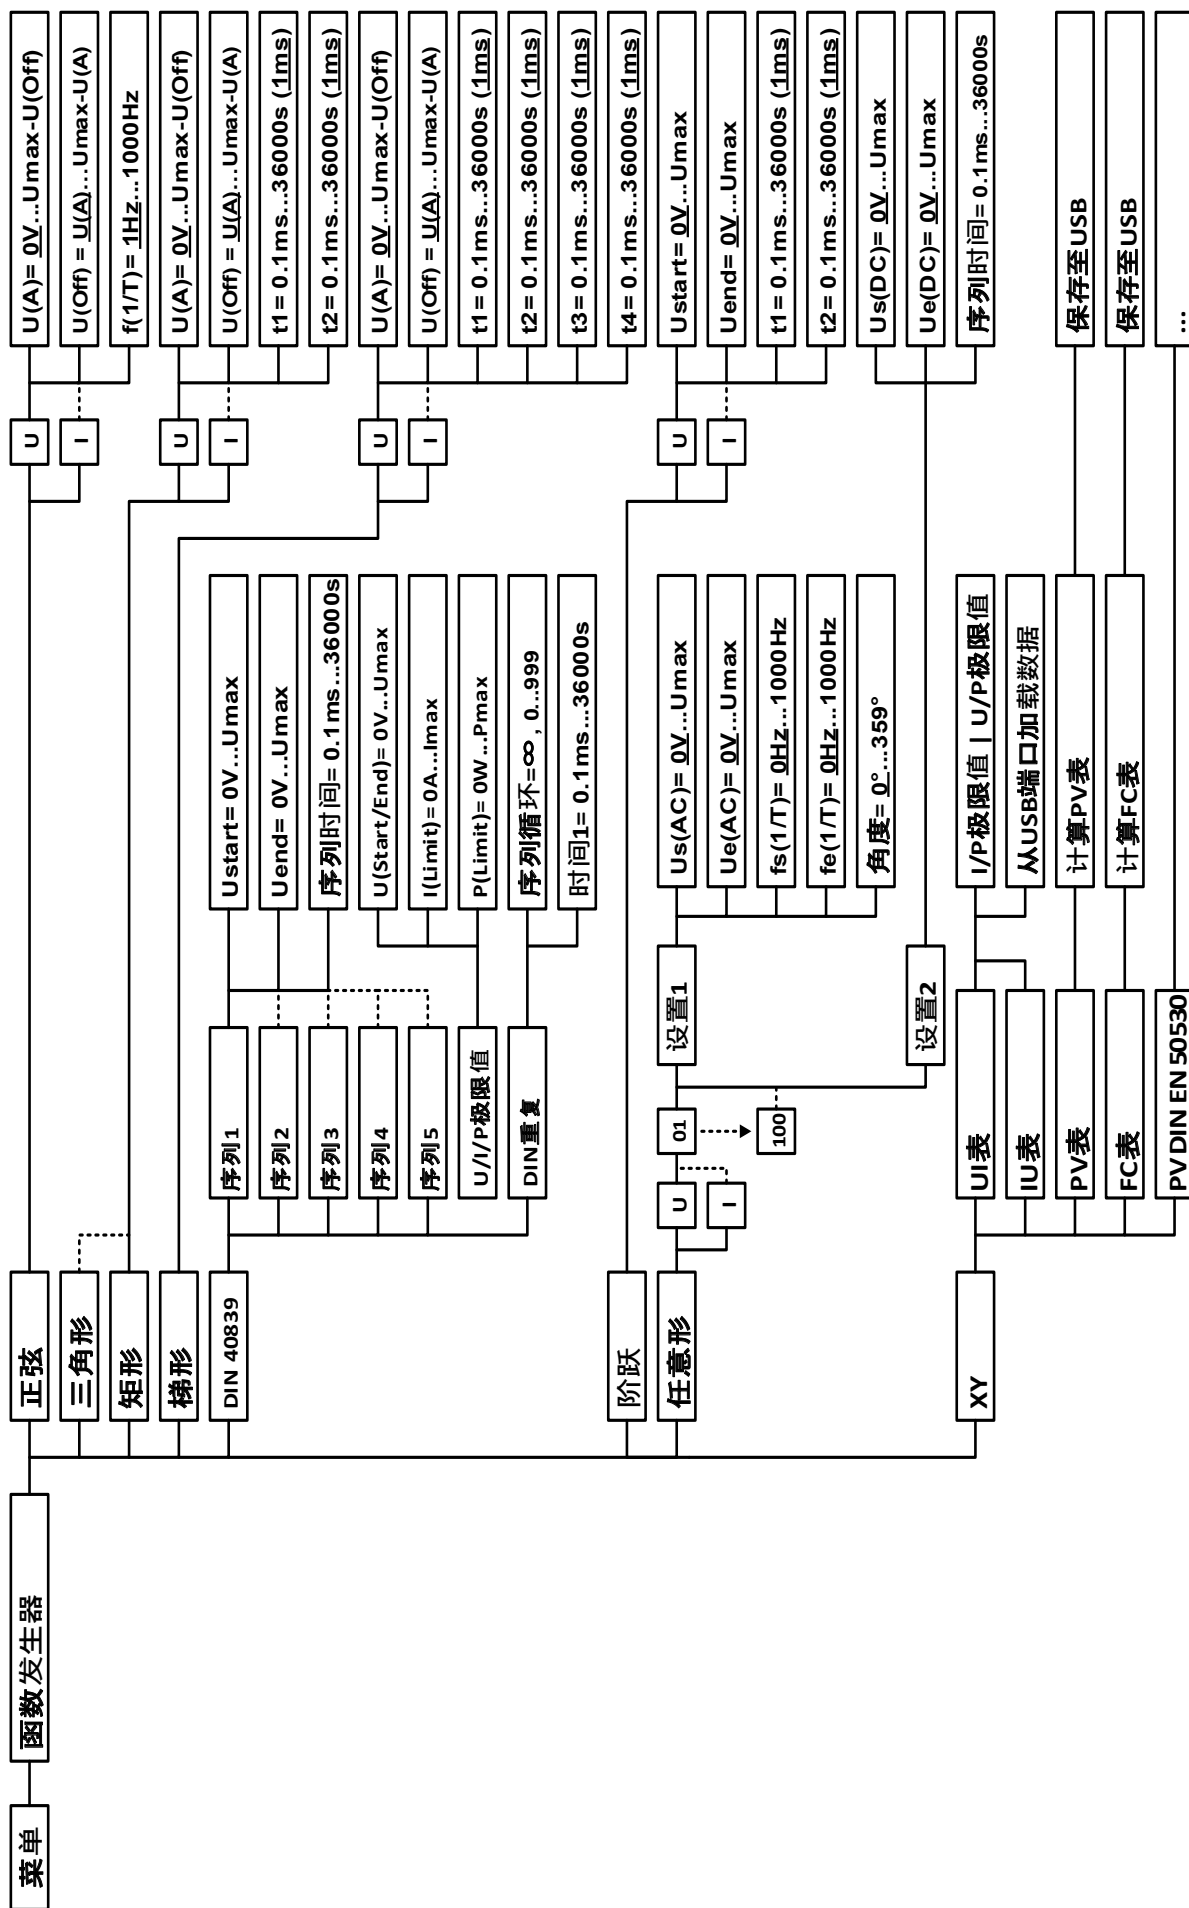 菜单
函数发生器
正弦
U
I
U(A)= 0V...Umax-U(Off)
U(Off) = U(A)...Umax-U(A)
f(1/T)= 1Hz...1000Hz
三角形
矩形
U
I
U(A)= 0V...Umax-U(Off)
U(Off) = U(A)...Umax-U(A)
t1= 0.1ms...36000s (1ms)
t2= 0.1ms...36000s (1ms)
梯形
U
I
U(A)= 0V...Umax-U(Off)
U(Off) = U(A)...Umax-U(A)
t1= 0.1ms...36000s (1ms)
t2= 0.1ms...36000s (1ms)
t3= 0.1ms...36000s (1ms)
t4= 0.1ms...36000s (1ms)
DIN 40839
序列1
序列2
序列3
序列4
序列5
Ustart= 0V...Umax
Uend= 0V...Umax
序列时间= 0.1ms...36000s
U/I/P极限值
U(Start/End)= 0V...Umax
I(Limit)= 0A...Imax
P(Limit)= 0W...Pmax
DIN重复
序列循环=∞, 0...999
时间1= 0.1ms...36000s
阶跃
U
I
Ustart= 0V...Umax
Uend= 0V...Umax
t1= 0.1ms...36000s (1ms)
t2= 0.1ms...36000s (1ms)
任意形
U
I
01
100
设置1
Us(AC)= 0V...Umax
Ue(AC)= 0V...Umax
fs(1/T)= 0Hz...1000Hz
fe(1/T)= 0Hz...1000Hz
角度= 0°...359°
设置2
Us(DC)= 0V...Umax
Ue(DC)= 0V...Umax
序列时间= 0.1ms...36000s
XY
UI表
IU表
I/P极限值 | U/P极限值
从USB端口加载数据
PV表
计算PV表
保存至USB
FC表
计算FC表
保存至USB
PV DIN EN 50530
...